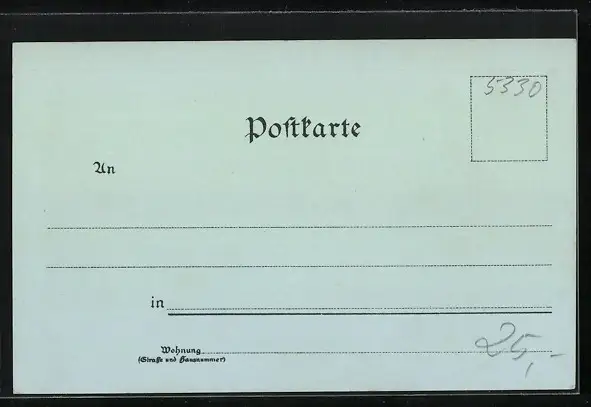 5330
Postkarte
An
in
Wohnung
(Straße und Hausnummer)
25,-